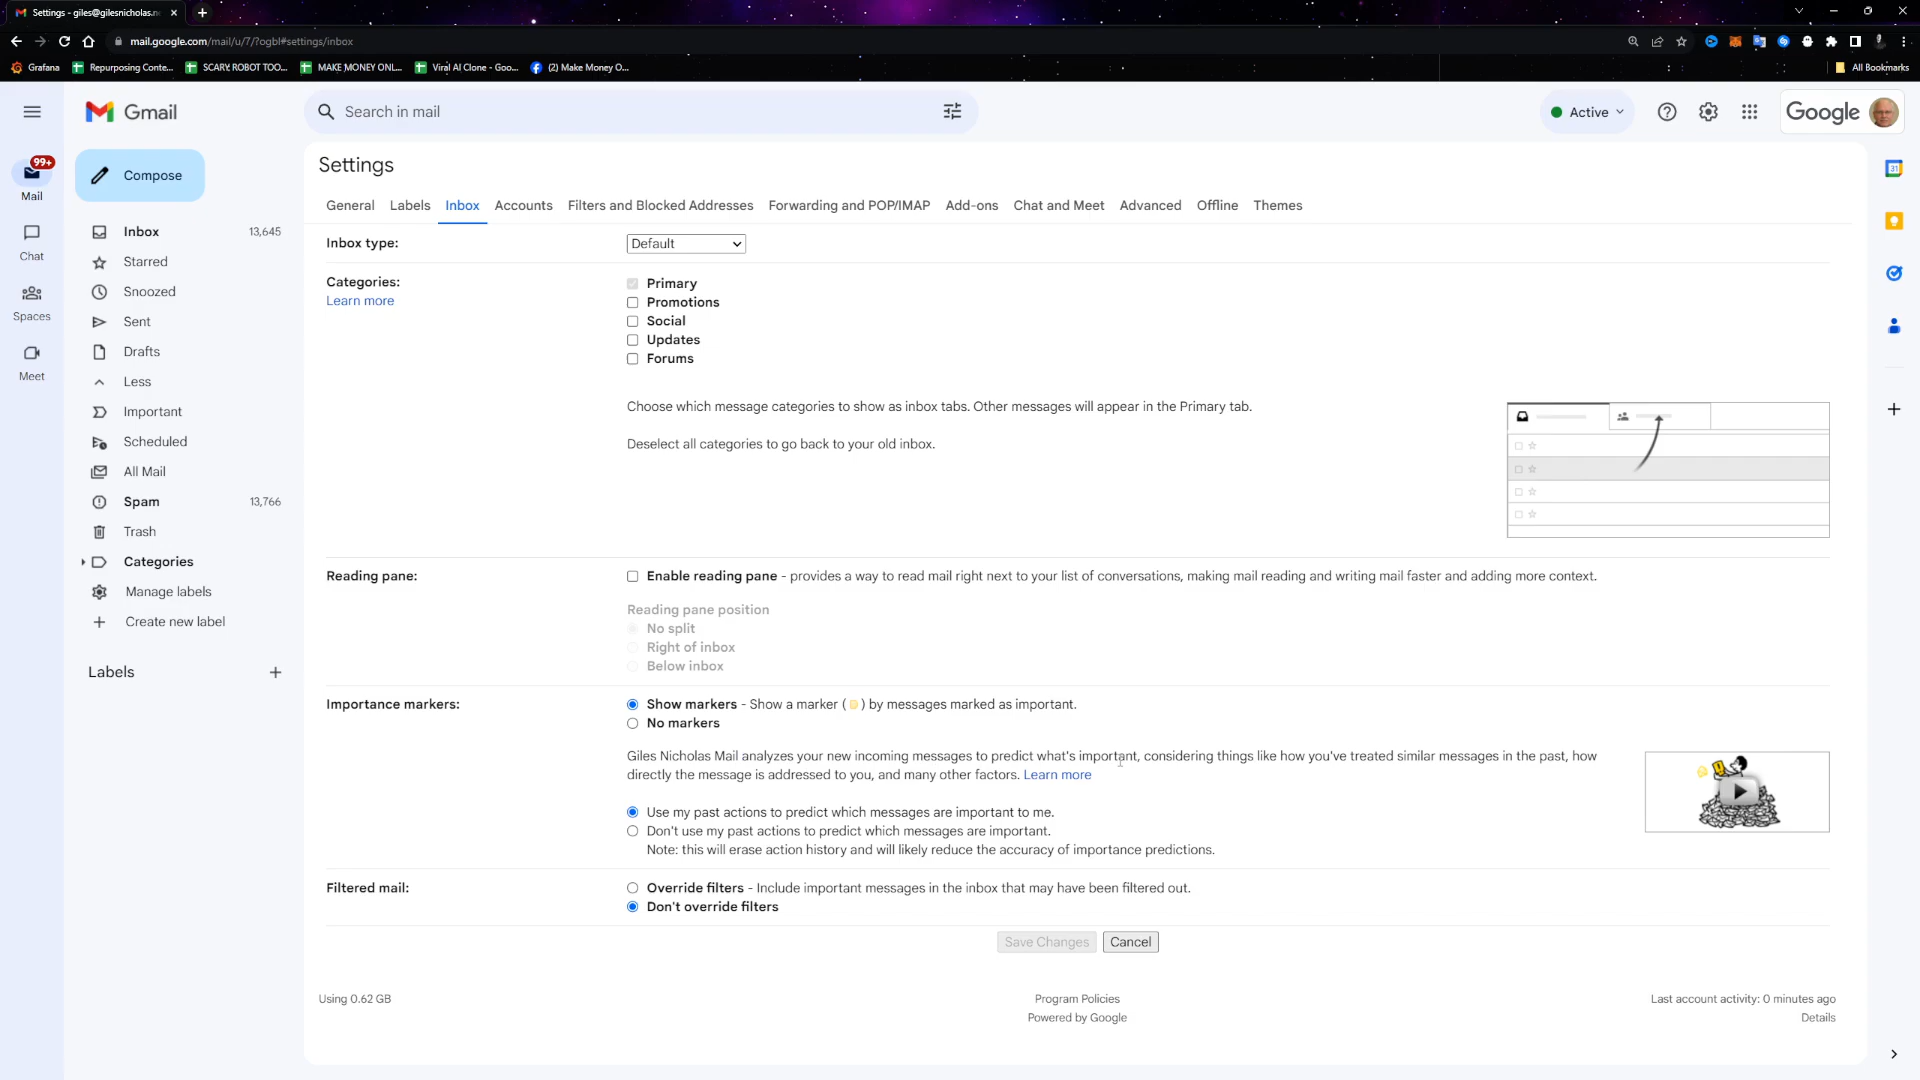 Settings - giles@gilesnicholas.n
mail.google.com/mail/u/7/?ogbl#settings/inbox
Grafana
Repurposing Conte...
SCARY ROBOT TOO...
MAKE MONEY ONL...
Viral AI Clone - Goo...
(2) Make Money O...
All Bookmarks
Gmail
Search in mail
Active
Google
99+
Mail
Chat
Spaces
Meet
Compose
Inbox 13,645
Starred
Snoozed
Sent
Drafts
Less
Important
Scheduled
All Mail
Spam 13,766
Trash
Categories
Manage labels
Create new label
Labels
Settings
General Labels Inbox Accounts Filters and Blocked Addresses Forwarding and POP/IMAP Add-ons Chat and Meet Advanced Offline Themes
Inbox type: Default
Categories:
Learn more
Primary
Promotions
Social
Updates
Forums
Choose which message categories to show as inbox tabs. Other messages will appear in the Primary tab.
Deselect all categories to go back to your old inbox.
Reading pane: Enable reading pane - provides a way to read mail right next to your list of conversations, making mail reading and writing mail faster and adding more context.
Reading pane position
No split
Right of inbox
Below inbox
Importance markers: Show markers - Show a marker ( ) by messages marked as important.
No markers
Giles Nicholas Mail analyzes your new incoming messages to predict what's important, considering things like how you've treated similar messages in the past, how
directly the message is addressed to you, and many other factors. Learn more
Use my past actions to predict which messages are important to me.
Don't use my past actions to predict which messages are important.
Note: this will erase action history and will likely reduce the accuracy of importance predictions.
Filtered mail: Override filters - Include important messages in the inbox that may have been filtered out.
Don't override filters
Save Changes Cancel
Using 0.62 GB
Program Policies
Powered by Google
Last account activity: 0 minutes ago
Details
31